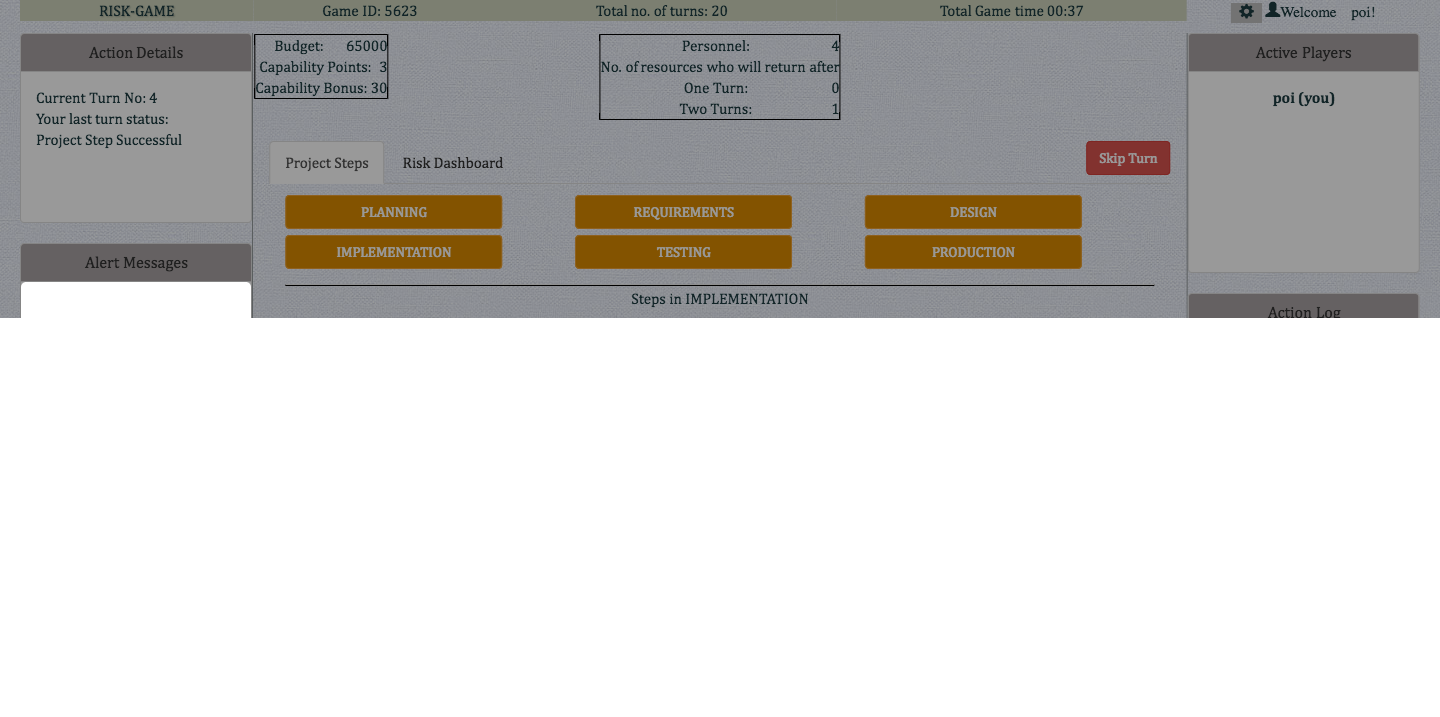 RISK-GAME Game ID: 5623 Total no. of turns: 20 Total Game time 00:37 Welcome poi!
Action Details
Current Turn No: 4
Your last turn status:
Project Step Successful
Alert Messages
Budget: 65000
Capability Points: 3
Capability Bonus: 30
Personnel: 4
No. of resources who will return after
One Turn: 0
Two Turns: 1
Project Steps Risk Dashboard Skip Turn
PLANNING REQUIREMENTS DESIGN
IMPLEMENTATION TESTING PRODUCTION
Steps in IMPLEMENTATION
Active Players
poi (you)
Action Log